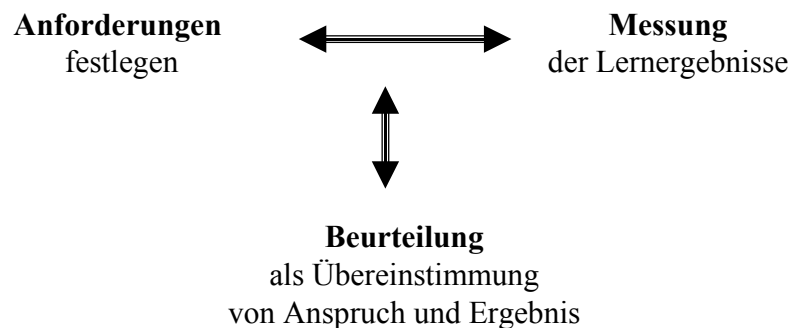 Anforderungen
festlegen
Messung
der Lernergebnisse
Beurteilung
als Übereinstimmung
von Anspruch und Ergebnis